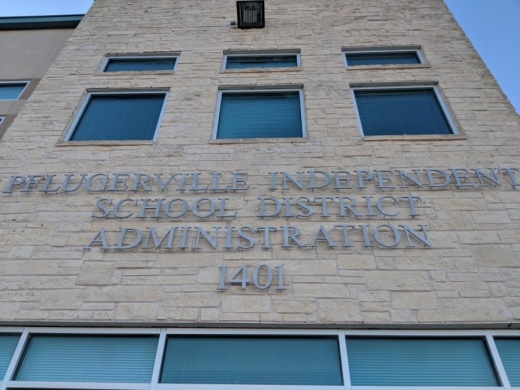 PFLUGERVILLE INDEPENDENT
SCHOOL DISTRICT
ADMINISTRATION
1401